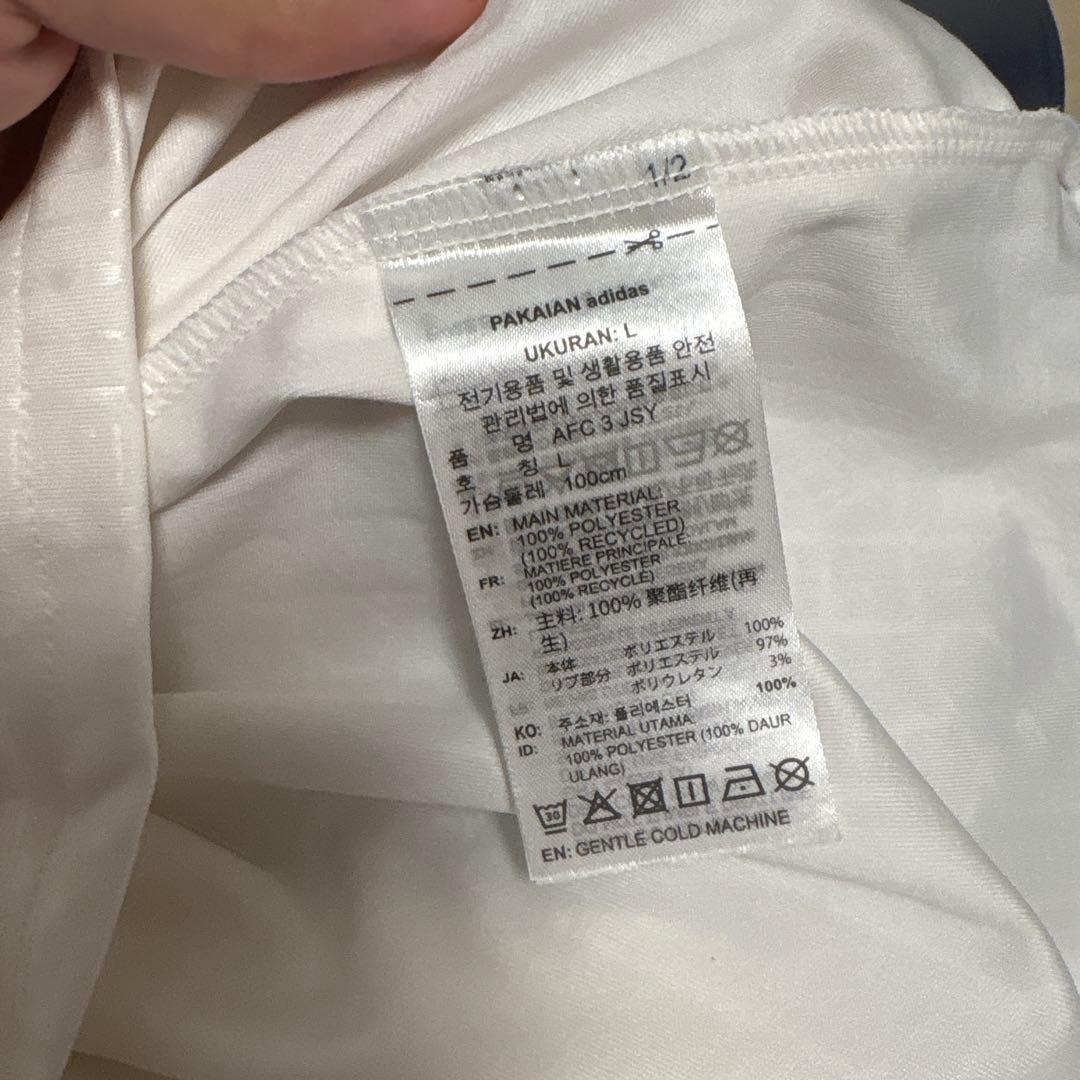 1/2
PAKAIAN adidas
UKURAN: L
전기용품 및 생활용품 안전
관리법에 의한 품질표시
품 명 AFC 3 JSY
호 칭 L
가슴둘레 100cm
EN: MAIN MATERIAL:
100% POLYESTER
(100% RECYCLED)
FR: MATIERE PRINCIPALE:
100% POLYESTER
(100% RECYCLE)
ZH: 主料: 100% 聚酯纤维(再
生)
JA: 本体 ポリエステル 100%
リブ部分 ポリエステル 97%
ポリウレタン 3%
KO: 주소재: 폴리에스터 100%
ID: MATERIAL UTAMA:
100% POLYESTER (100% DAUR
ULANG)
30
EN: GENTLE COLD MACHINE